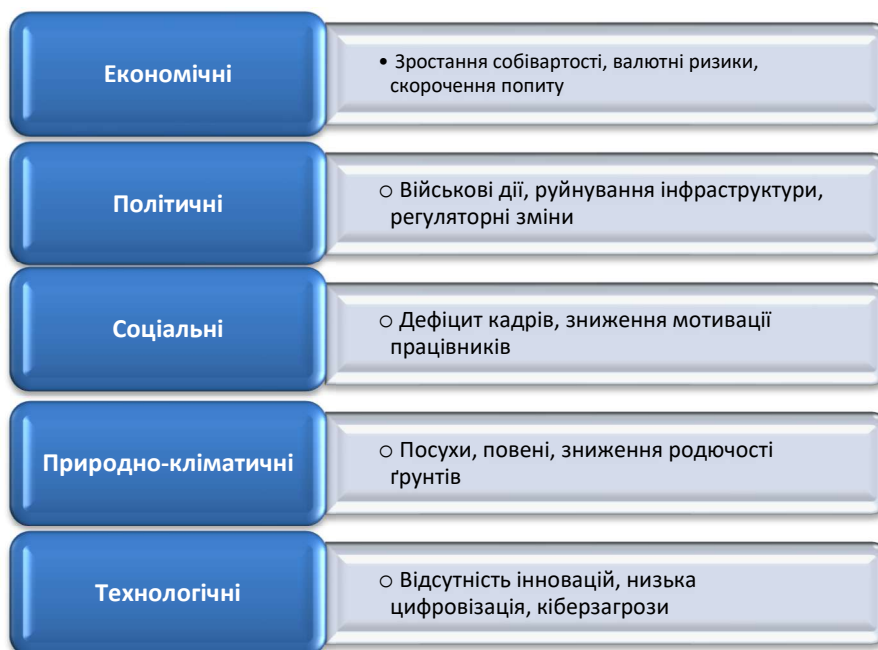 Економічні
• Зростання собівартості, валютні ризики,
скорочення попиту
Політичні
○ Військові дії, руйнування інфраструктури,
регуляторні зміни
Соціальні
○ Дефіцит кадрів, зниження мотивації
працівників
Природно-кліматичні
○ Посухи, повені, зниження родючості
ґрунтів
Технологічні
○ Відсутність інновацій, низька
цифровізація, кіберзагрози